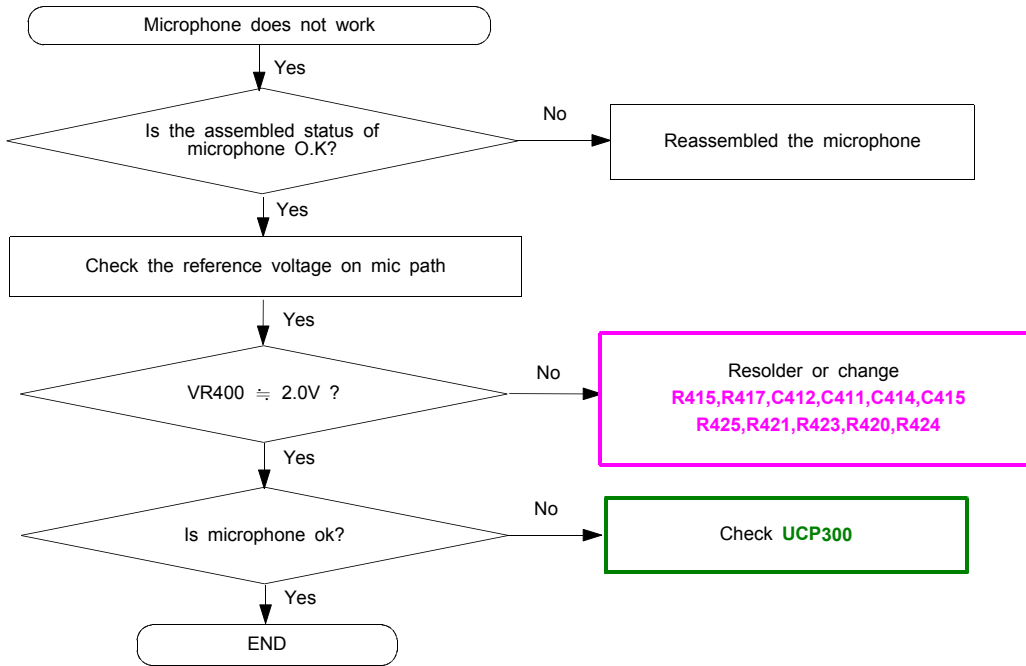 Microphone does not work
Yes
Is the assembled status of
microphone O.K?
No
Reassembled the microphone
Yes
Check the reference voltage on mic path
Yes
VR400 ≒ 2.0V ?
No
Resolder or change
R415,R417,C412,C411,C414,C415
R425,R421,R423,R420,R424
Yes
Is microphone ok?
No
Check UCP300
Yes
END